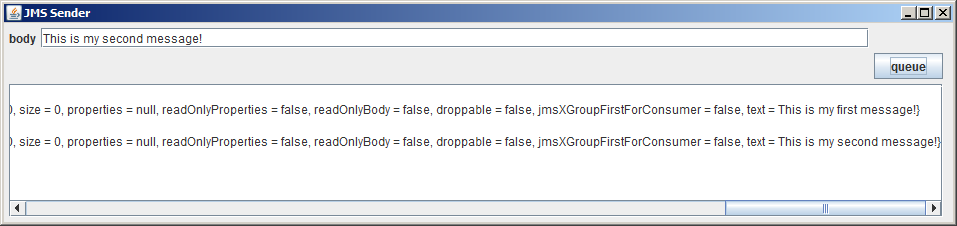 JMS Sender
body This is my second message!
queue
, size = 0, properties = null, readOnlyProperties = false, readOnlyBody = false, droppable = false, jmsXGroupFirstForConsumer = false, text = This is my first message!}
, size = 0, properties = null, readOnlyProperties = false, readOnlyBody = false, droppable = false, jmsXGroupFirstForConsumer = false, text = This is my second message!}